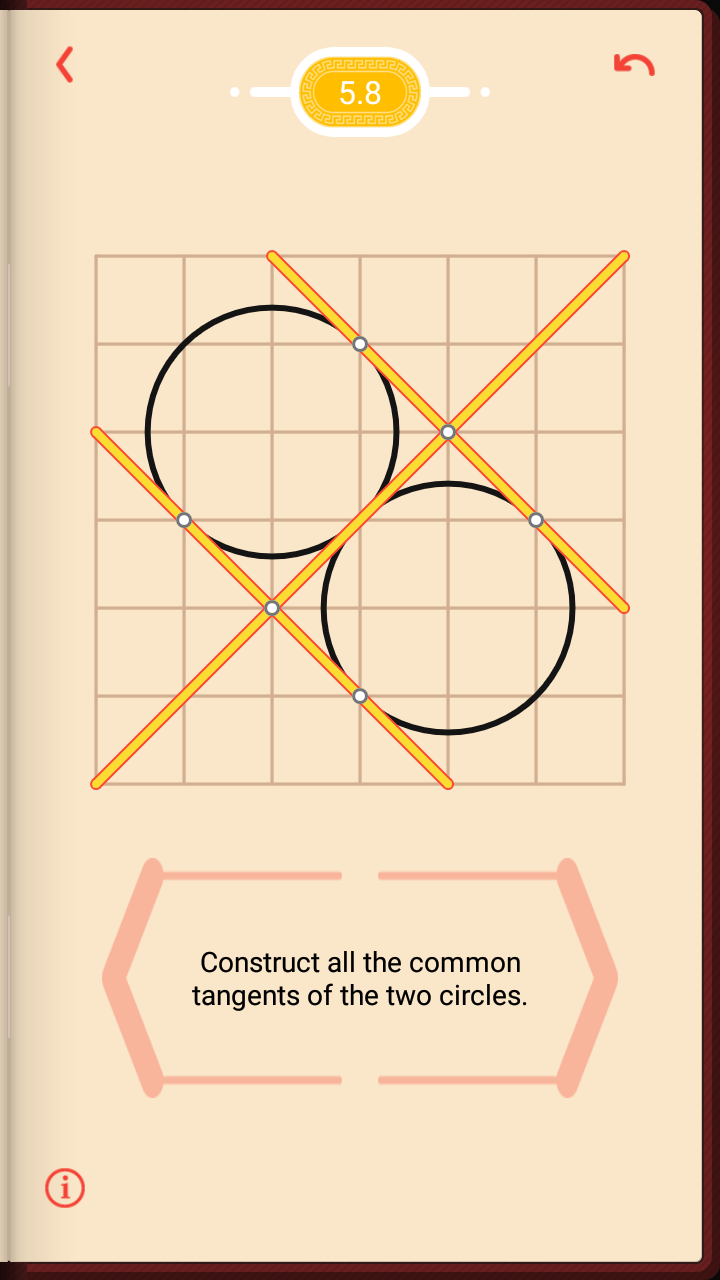 5.8
Construct all the common
tangents of the two circles.
i